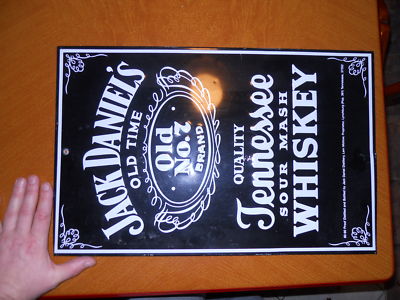 JACK DANIEL'S
OLD TIME
Old
NO.7
BRAND
QUALITY
Tennessee
SOUR MASH
WHISKEY